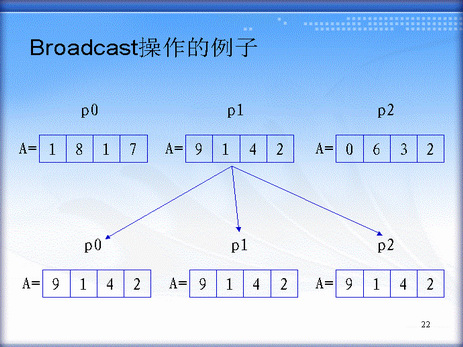 Broadcast操作的例子
p0 p1 p2
A= 1 8 1 7 A= 9 1 4 2 A= 0 6 3 2
p0 p1 p2
A= 9 1 4 2 A= 9 1 4 2 A= 9 1 4 2
22